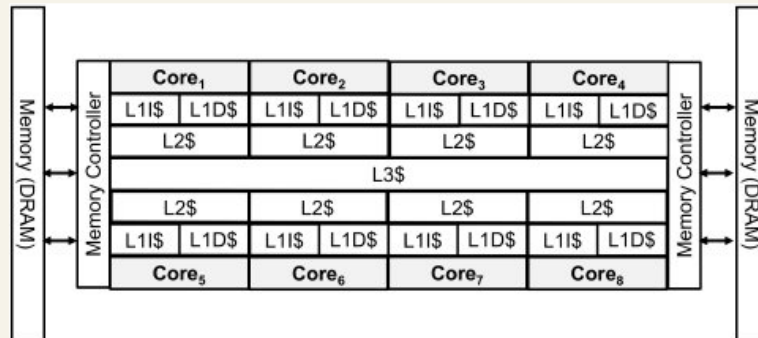 Memory (DRAM)
Memory Controller
Core1 Core2 Core3 Core4
L1I$ L1D$ L1I$ L1D$ L1I$ L1D$ L1I$ L1D$
L2$ L2$ L2$ L2$
L3$
L2$ L2$ L2$ L2$
L1I$ L1D$ L1I$ L1D$ L1I$ L1D$ L1I$ L1D$
Core5 Core6 Core7 Core8
Memory Controller
Memory (DRAM)